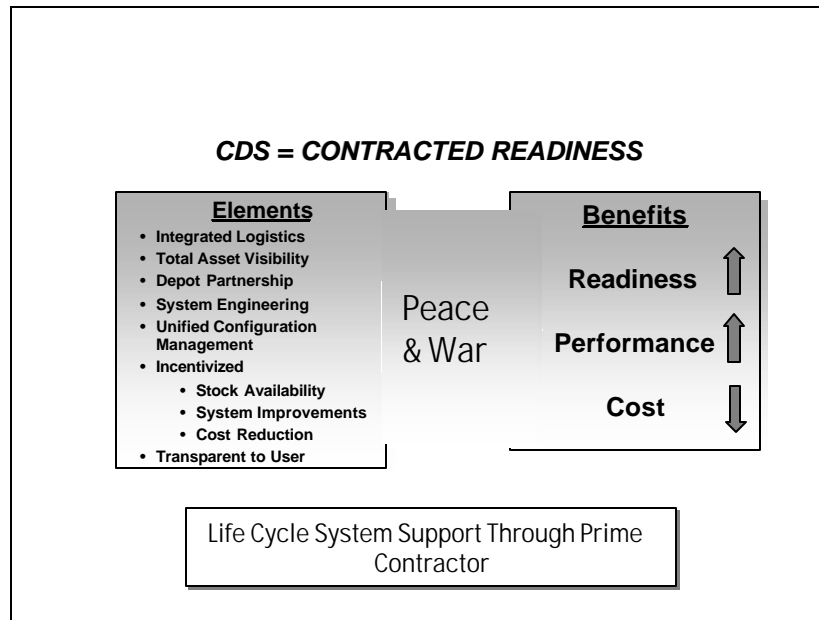 CDS = CONTRACTED READINESS
Elements
• Integrated Logistics
• Total Asset Visibility
• Depot Partnership
• System Engineering
• Unified Configuration
Management
• Incentivized
• Stock Availability
• System Improvements
• Cost Reduction
• Transparent to User
Peace
& War
Benefits
Readiness
Performance
Cost
Life Cycle System Support Through Prime
Contractor